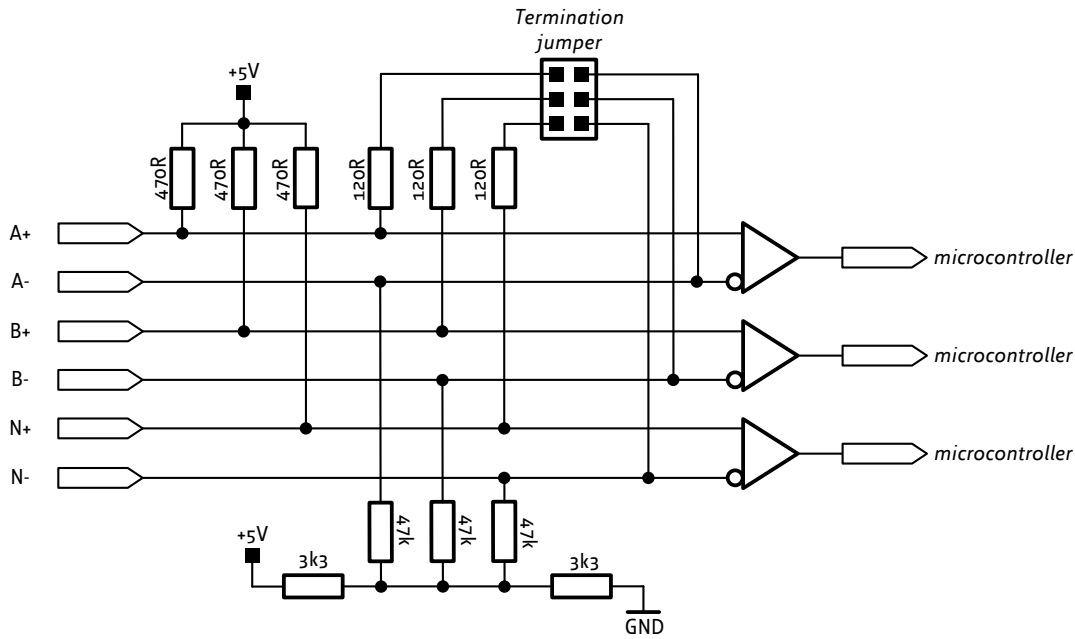 Termination
jumper
+5V
470R
470R
470R
120R
120R
120R
A+
A-
B+
B-
N+
N-
microcontroller
microcontroller
microcontroller
47k
47k
47k
+5V
3k3
3k3
GND